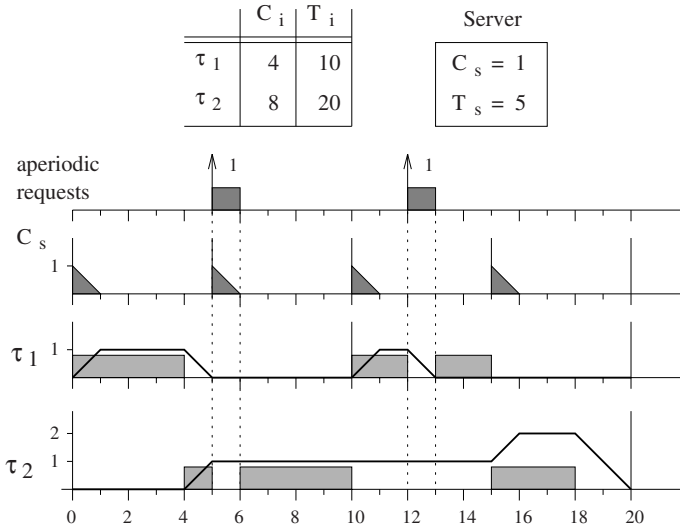 C i T i
τ 1 4 10
τ 2 8 20
Server
C s = 1
T s = 5
aperiodic
requests
1 1
C s
1
τ 1
1
τ 2
2
1
0 2 4 6 8 10 12 14 16 18 20